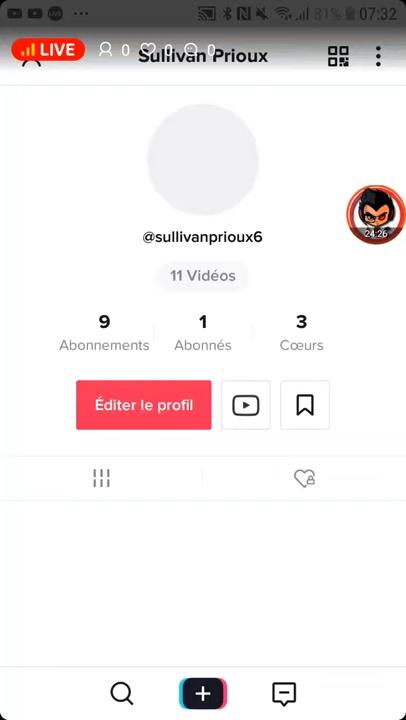 81% 07:32
LIVE 0 0 0
Sullivan Prioux
@sullivanprioux6
24:26
11 Vidéos
9 1 3
Abonnements Abonnés Cœurs
Éditer le profil